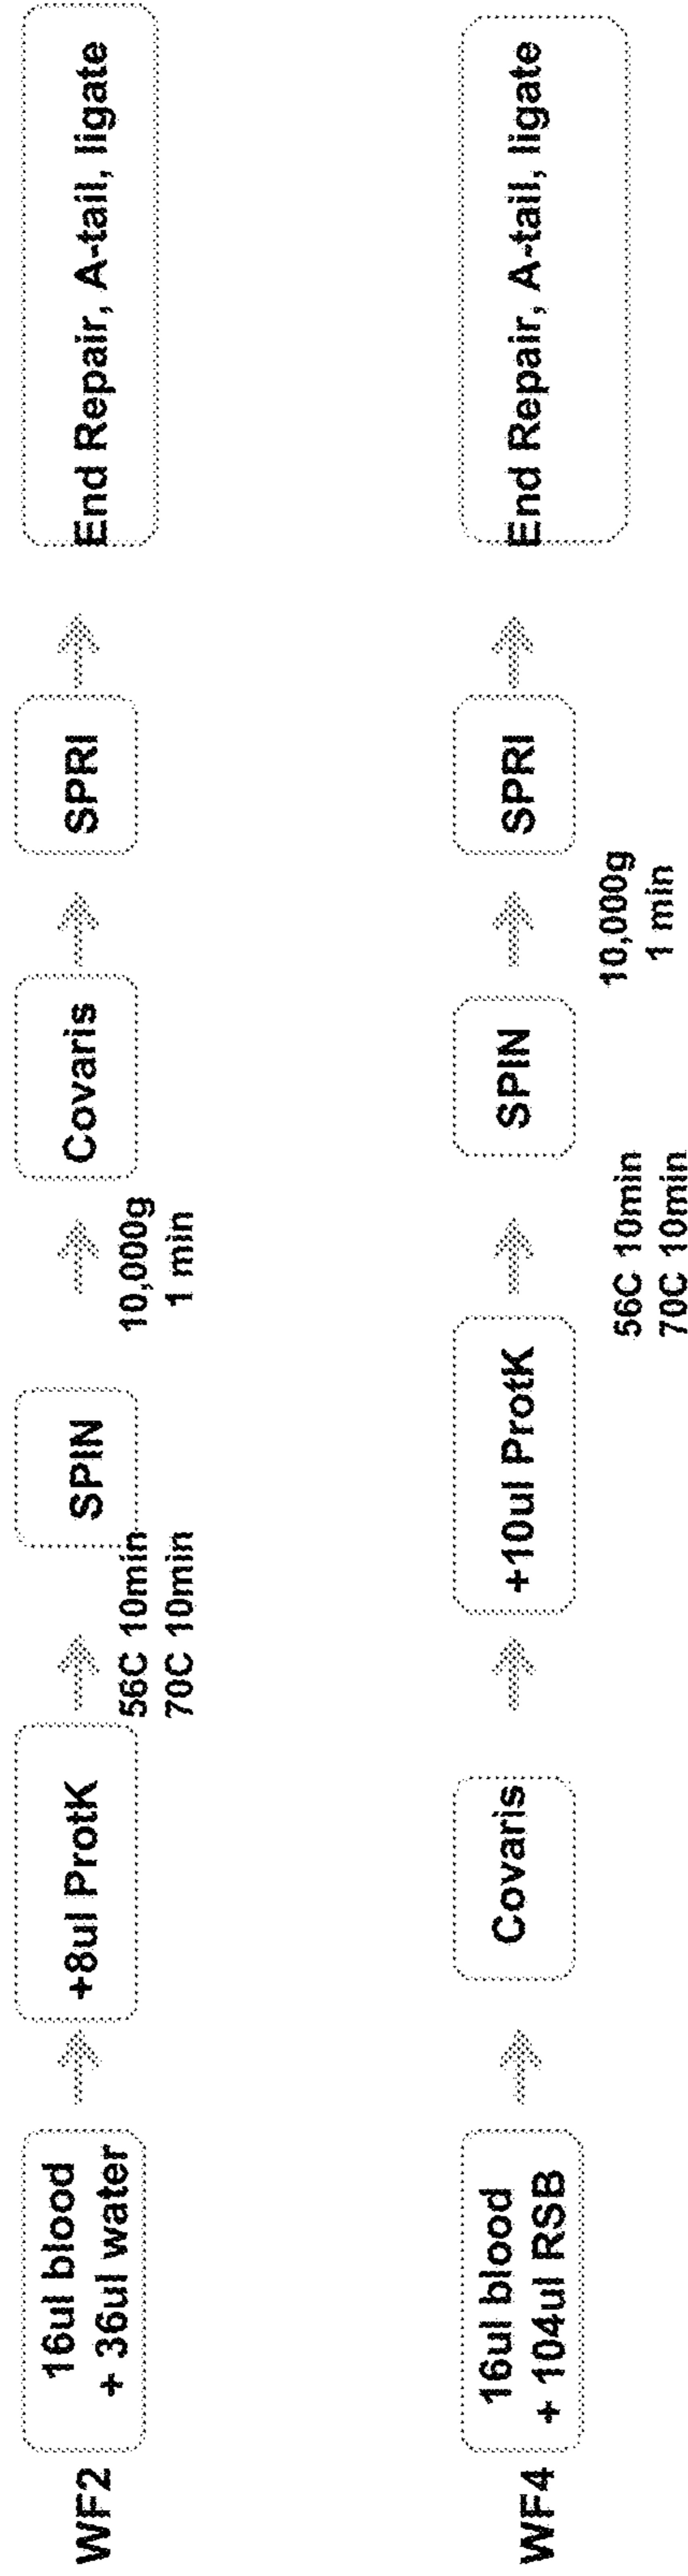 WF2
16ul blood
+ 36ul water
+8ul ProtK
56C 10min
70C 10min
SPIN
10,000g
1 min
Covaris
SPRI
End Repair, A-tail, ligate
WF4
16ul blood
+ 104ul RSB
Covaris
+10ul ProtK
56C 10min
70C 10min
SPIN
10,000g
1 min
SPRI
End Repair, A-tail, ligate